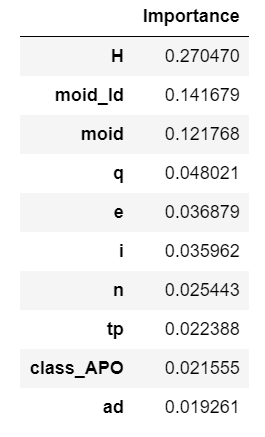 Importance
H 0.270470
moid_ld 0.141679
moid 0.121768
q 0.048021
e 0.036879
i 0.035962
n 0.025443
tp 0.022388
class_APO 0.021555
ad 0.019261